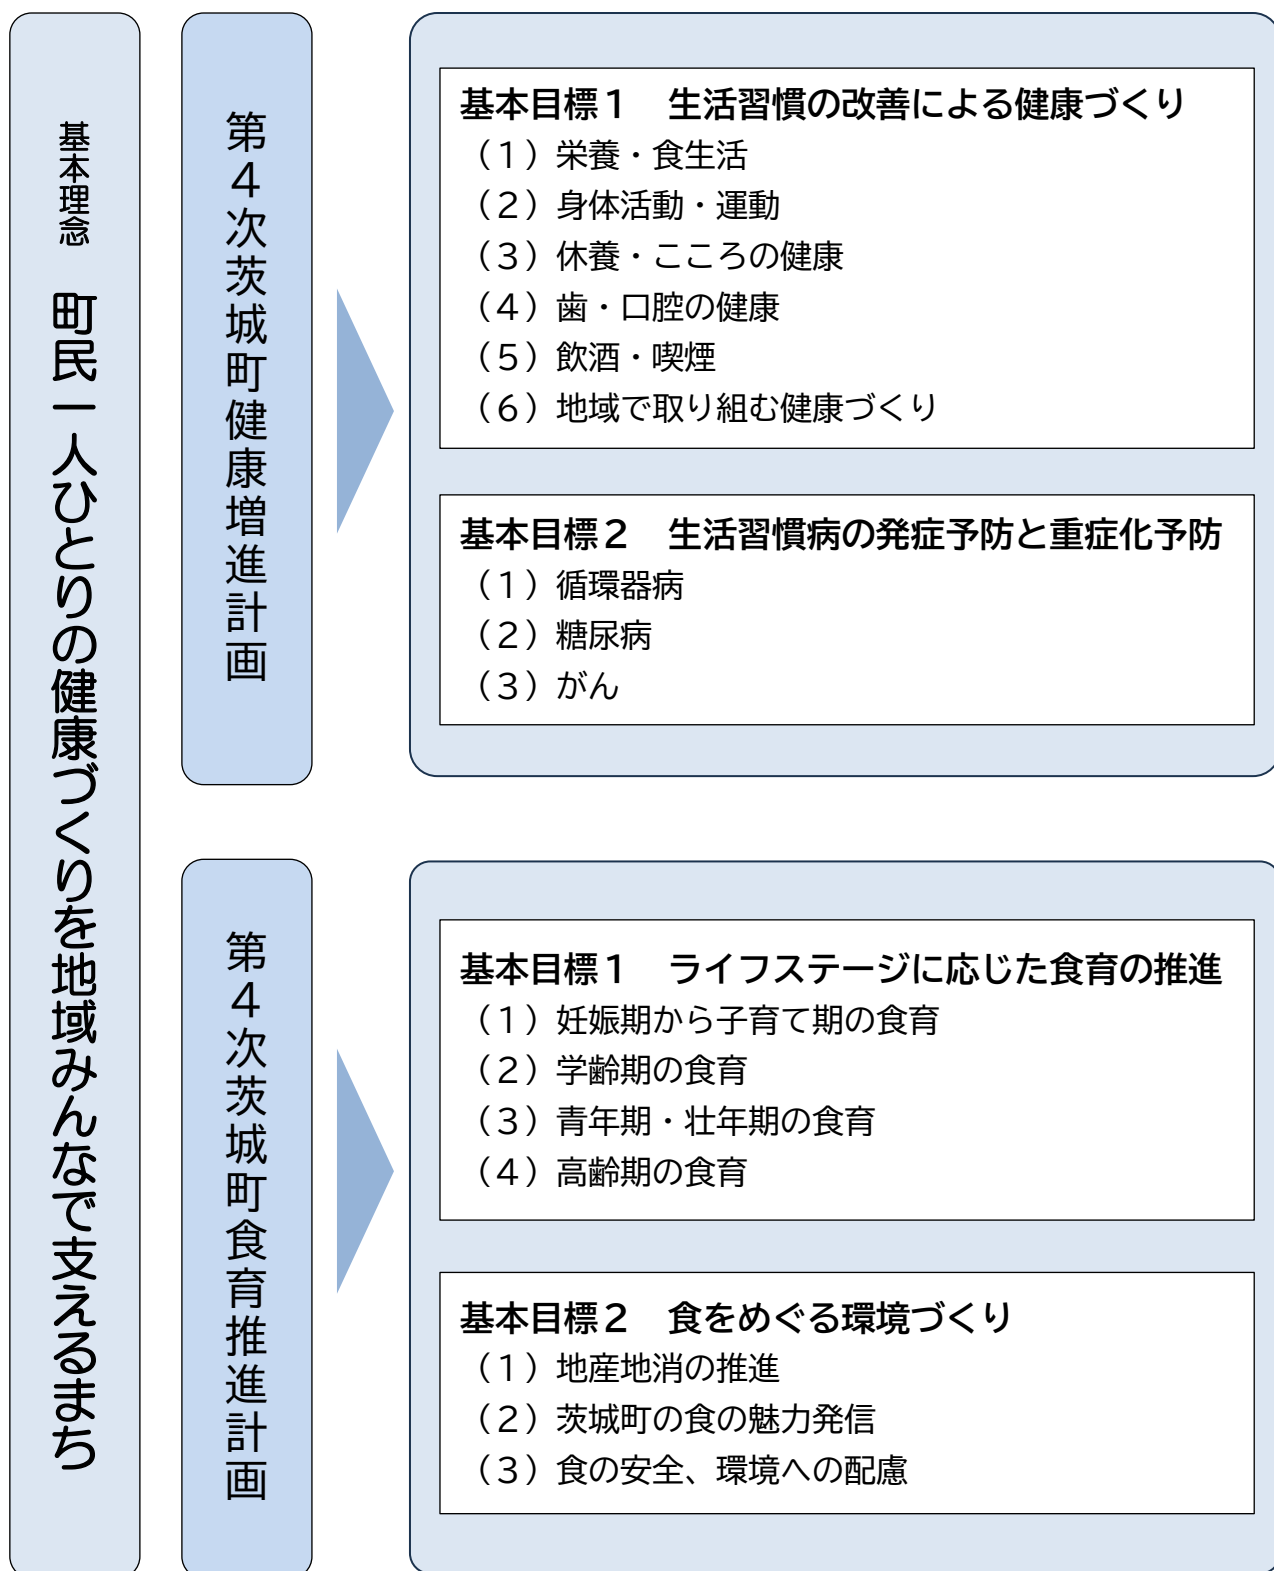 基本理念　町民一人ひとりの健康づくりを地域みんなで支えるまち
第４次茨城町健康増進計画
基本目標１　生活習慣の改善による健康づくり
（１）栄養・食生活
（２）身体活動・運動
（３）休養・こころの健康
（４）歯・口腔の健康
（５）飲酒・喫煙
（６）地域で取り組む健康づくり
基本目標２　生活習慣病の発症予防と重症化予防
（１）循環器病
（２）糖尿病
（３）がん
第４次茨城町食育推進計画
基本目標１　ライフステージに応じた食育の推進
（１）妊娠期から子育て期の食育
（２）学齢期の食育
（３）青年期・壮年期の食育
（４）高齢期の食育
基本目標２　食をめぐる環境づくり
（１）地産地消の推進
（２）茨城町の食の魅力発信
（３）食の安全、環境への配慮